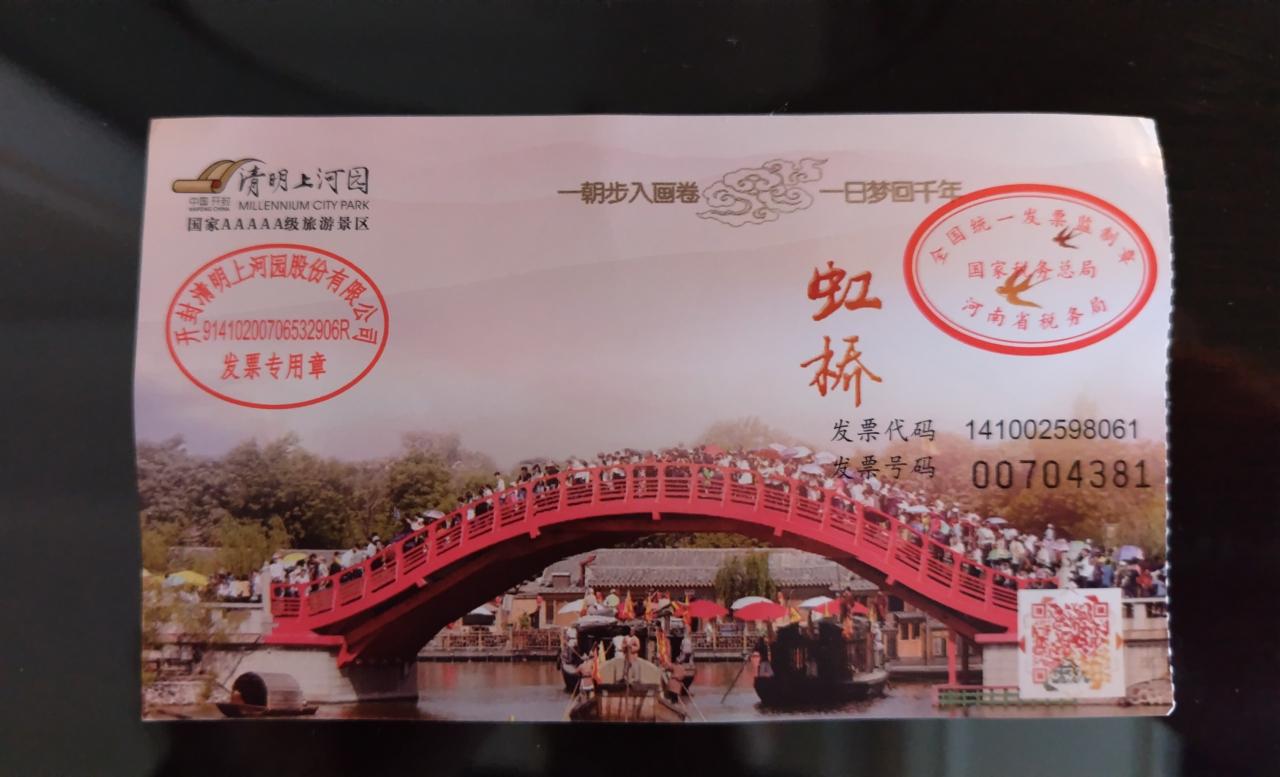 清明上河园
中国 开封
KAIFENG CHINA
MILLENNIUM CITY PARK
国家AAAAA级旅游景区
一朝步入画卷 一日梦回千年
开封清明上河园股份有限公司
91410200706532906R
发票专用章
全国统一发票监制章
国家税务总局
河南省税务局
虹桥
发票代码 141002598061
发票号码 00704381